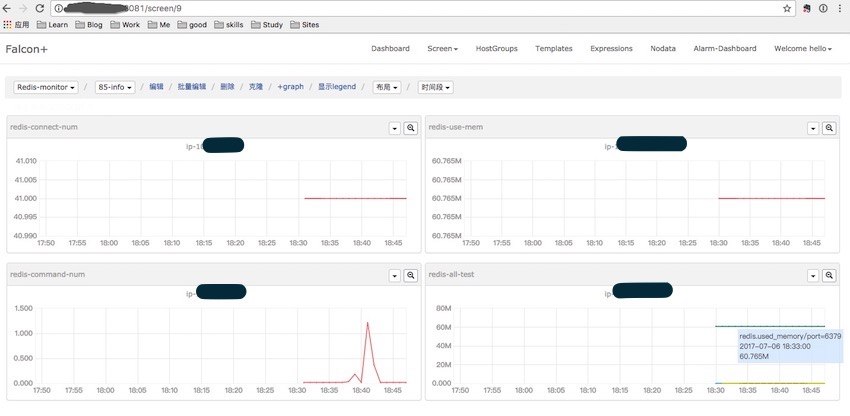 8081/screen/9
应用 Learn Blog Work Me good skills Study Sites
Falcon+ Dashboard Screen HostGroups Templates Expressions Nodata Alarm-Dashboard Welcome hello
Redis-monitor / 85-info / 编辑 / 批量编辑 / 删除 / 克隆 / +graph / 显示legend / 布局 / 时间段
redis-connect-num
ip-1
41.010
41.005
41.000
40.995
40.990
17:50 17:55 18:00 18:05 18:10 18:15 18:20 18:25 18:30 18:35 18:40 18:45
redis-use-mem
ip-
60.765M
60.765M
60.765M
60.765M
60.765M
17:50 17:55 18:00 18:05 18:10 18:15 18:20 18:25 18:30 18:35 18:40 18:45
redis-command-num
ip-
1.500
1.000
0.500
0.000
17:50 17:55 18:00 18:05 18:10 18:15 18:20 18:25 18:30 18:35 18:40 18:45
redis-all-test
ip-
80M
60M
40M
20M
0.000
17:50 17:55 18:00 18:05 18:10 18:15 18:20 18:25 18:30 18:35 18:40 18:45
redis.used_memory/port=6379
2017-07-06 18:33:00
60.765M